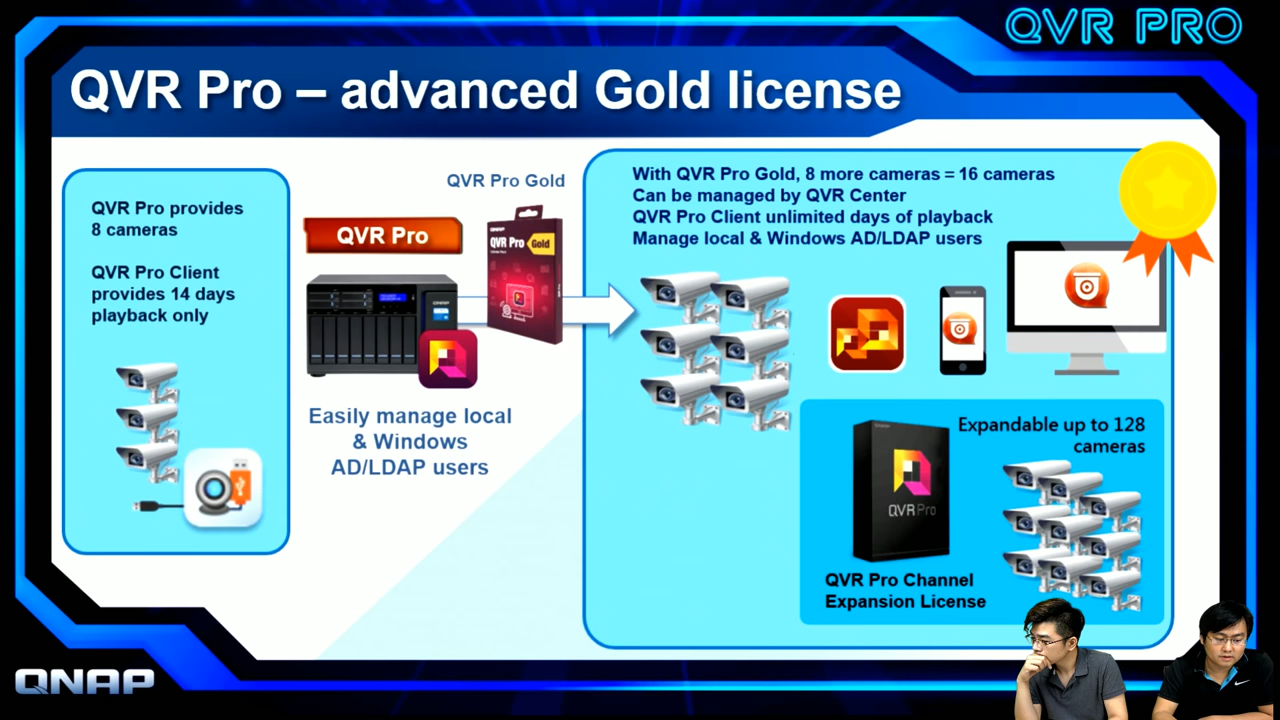 QVR PRO
QVR Pro – advanced Gold license
QVR Pro provides
8 cameras
QVR Pro Client
provides 14 days
playback only
QVR Pro Gold
QVR Pro
QNAP
QVR Pro
Gold
QNAP
Easily manage local
& Windows
AD/LDAP users
With QVR Pro Gold, 8 more cameras = 16 cameras
Can be managed by QVR Center
QVR Pro Client unlimited days of playback
Manage local & Windows AD/LDAP users
Expandable up to 128
cameras
QVR Pro
QVR Pro Channel
Expansion License
QNAP